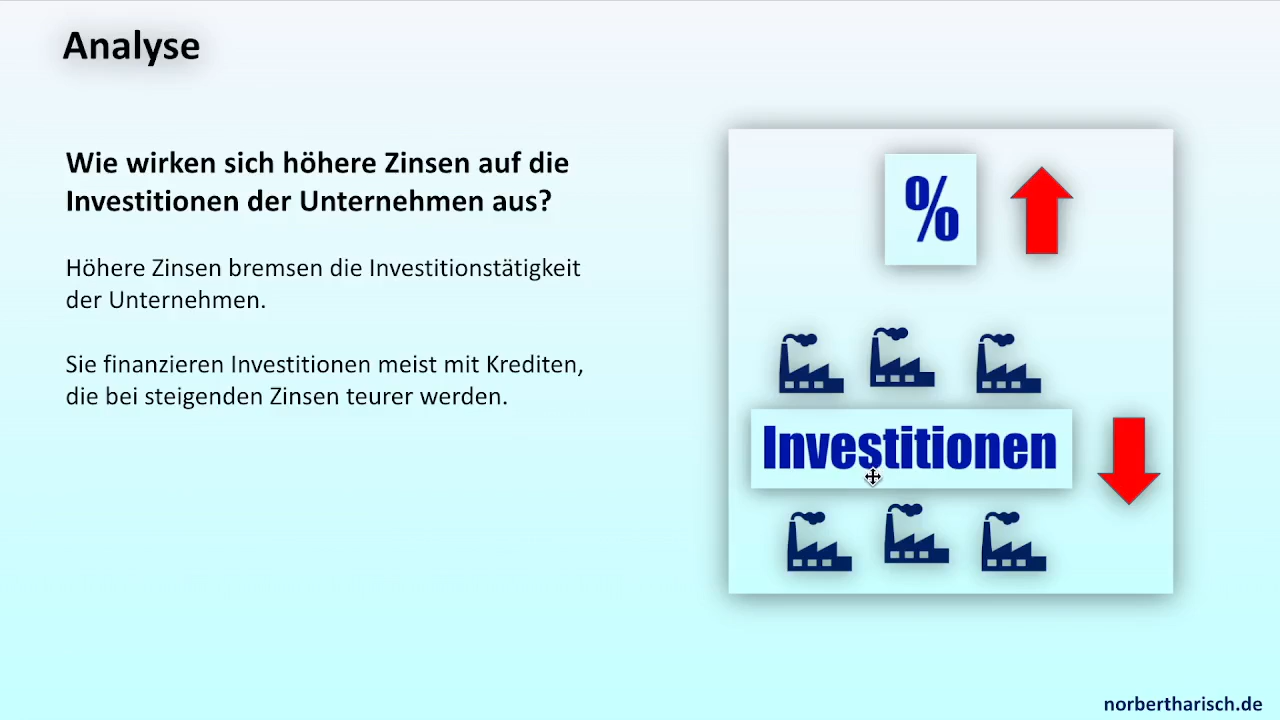 Analyse
Wie wirken sich höhere Zinsen auf die
Investitionen der Unternehmen aus?
Höhere Zinsen bremsen die Investitionstätigkeit
der Unternehmen.
Sie finanzieren Investitionen meist mit Krediten,
die bei steigenden Zinsen teurer werden.
%
Investitionen
norbertharisch.de